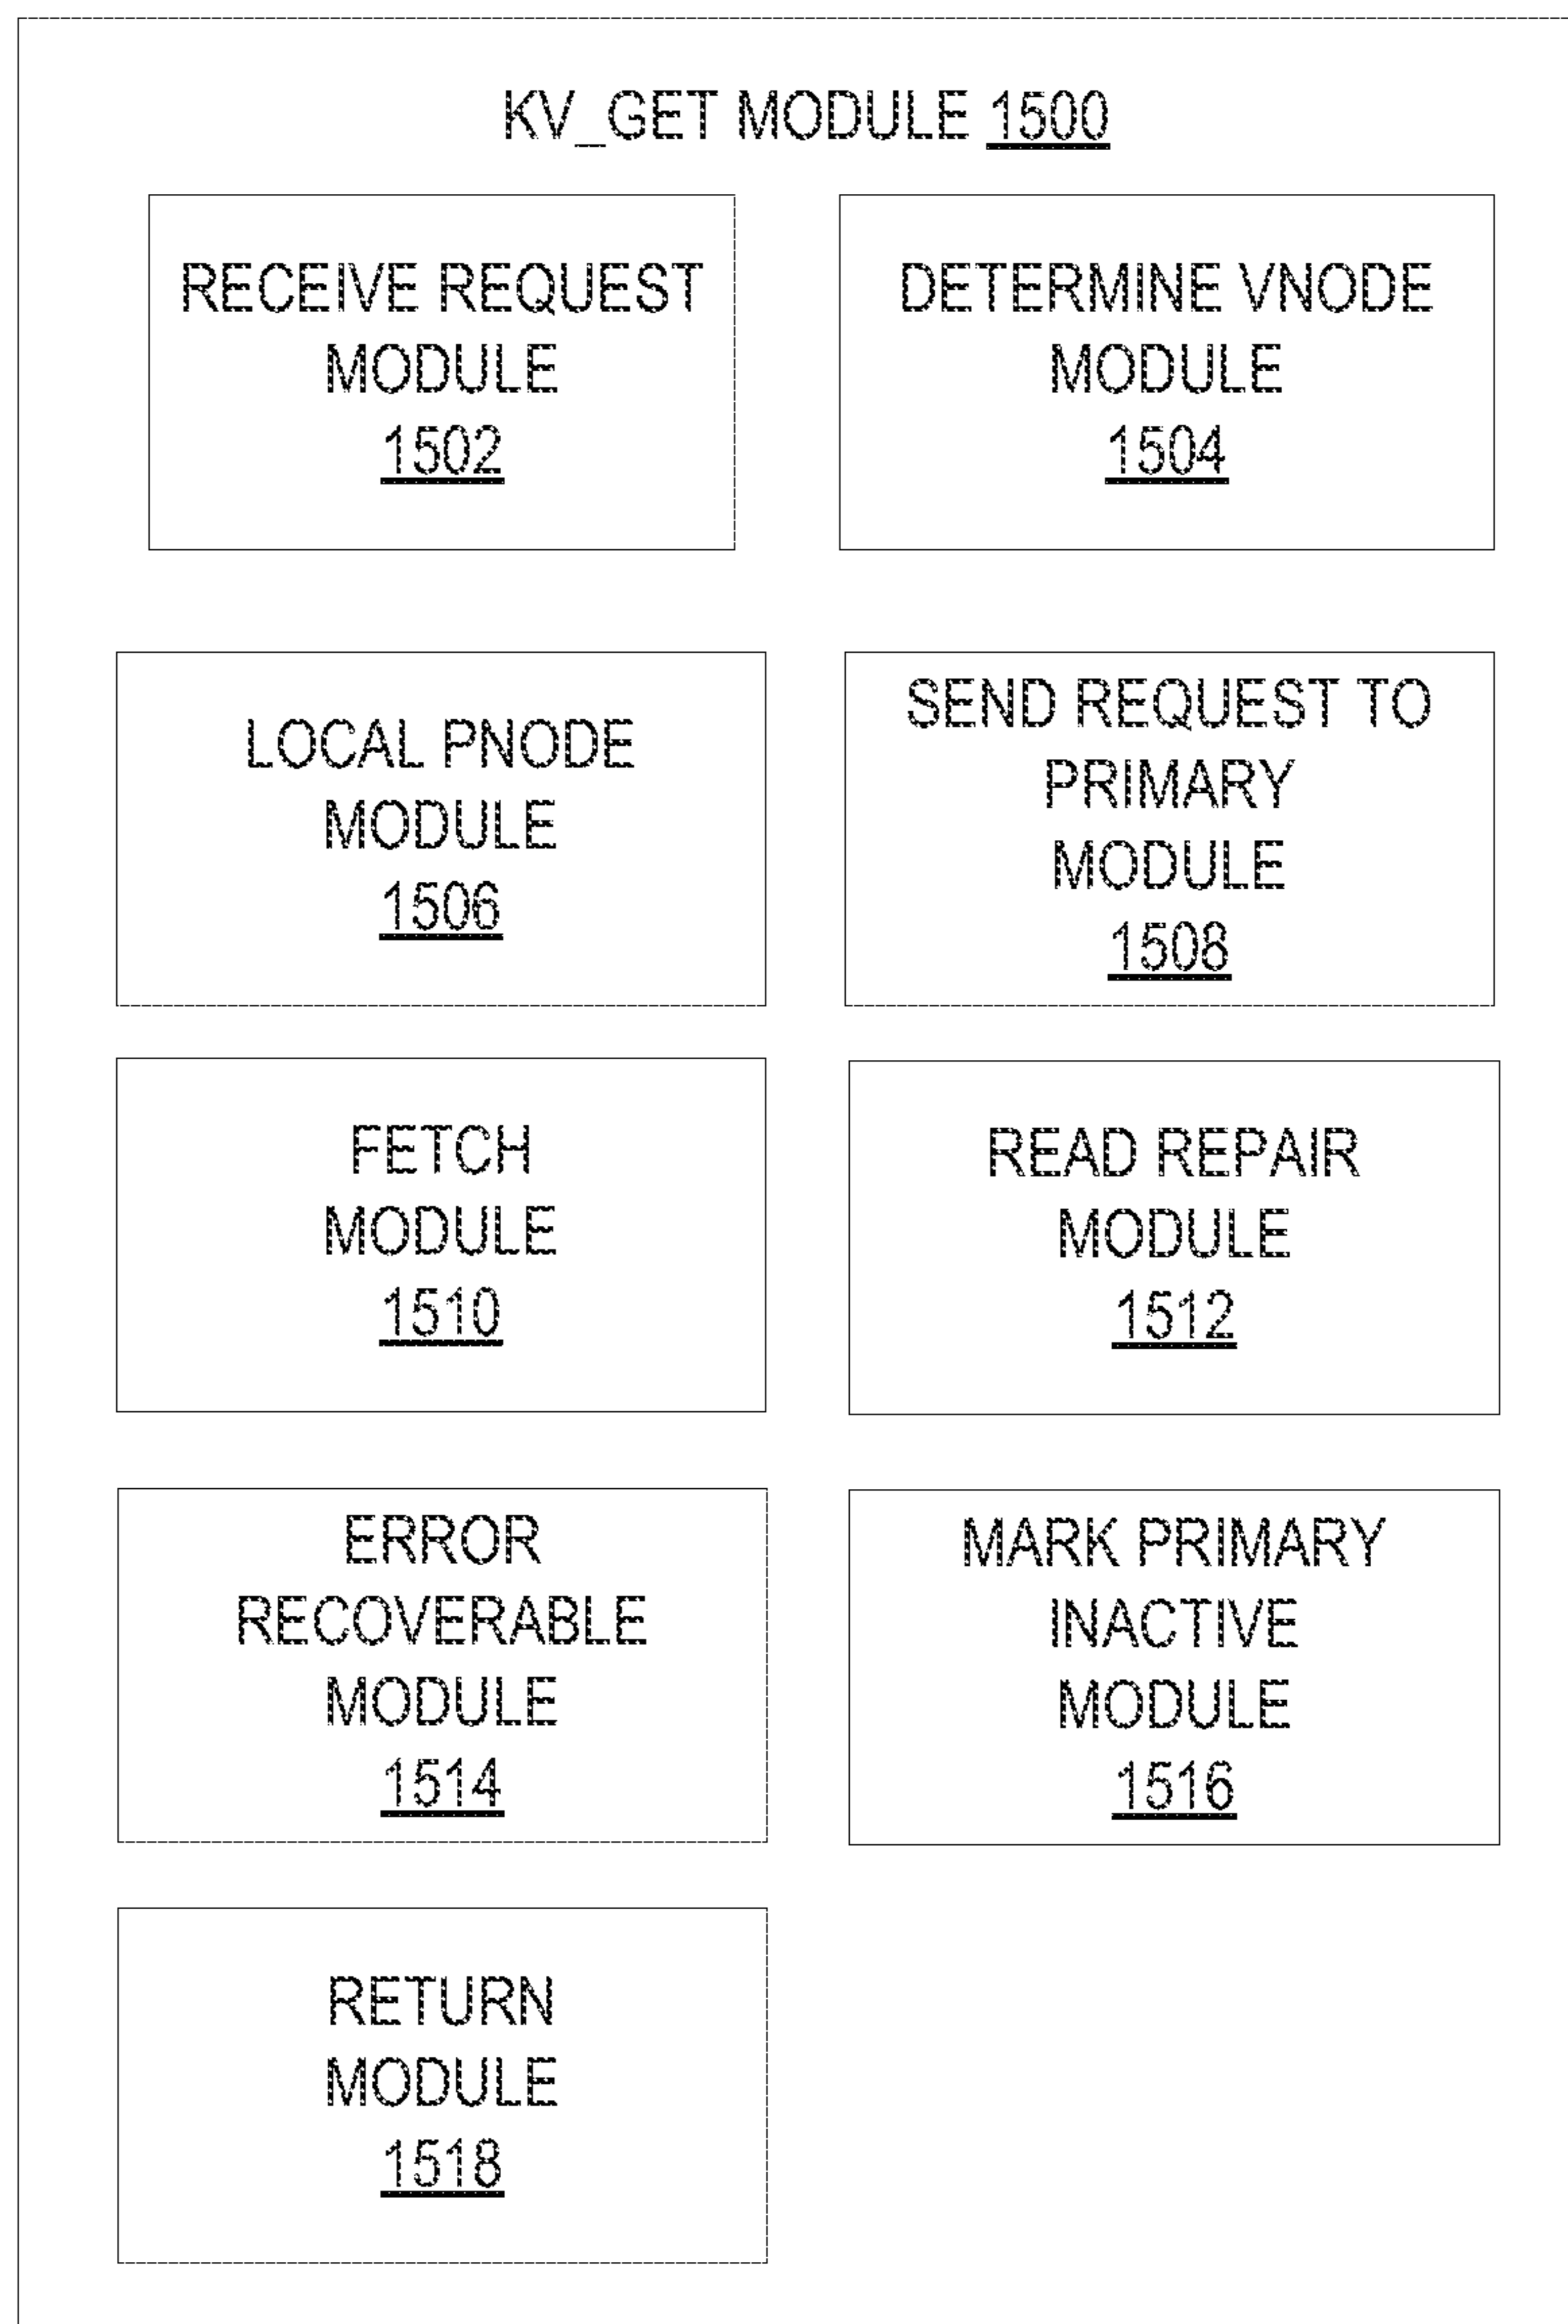 KV_GET MODULE 1500
RECEIVE REQUEST
MODULE
1502
DETERMINE VNODE
MODULE
1504
LOCAL PNODE
MODULE
1506
SEND REQUEST TO
PRIMARY
MODULE
1508
FETCH
MODULE
1510
READ REPAIR
MODULE
1512
ERROR
RECOVERABLE
MODULE
1514
MARK PRIMARY
INACTIVE
MODULE
1516
RETURN
MODULE
1518